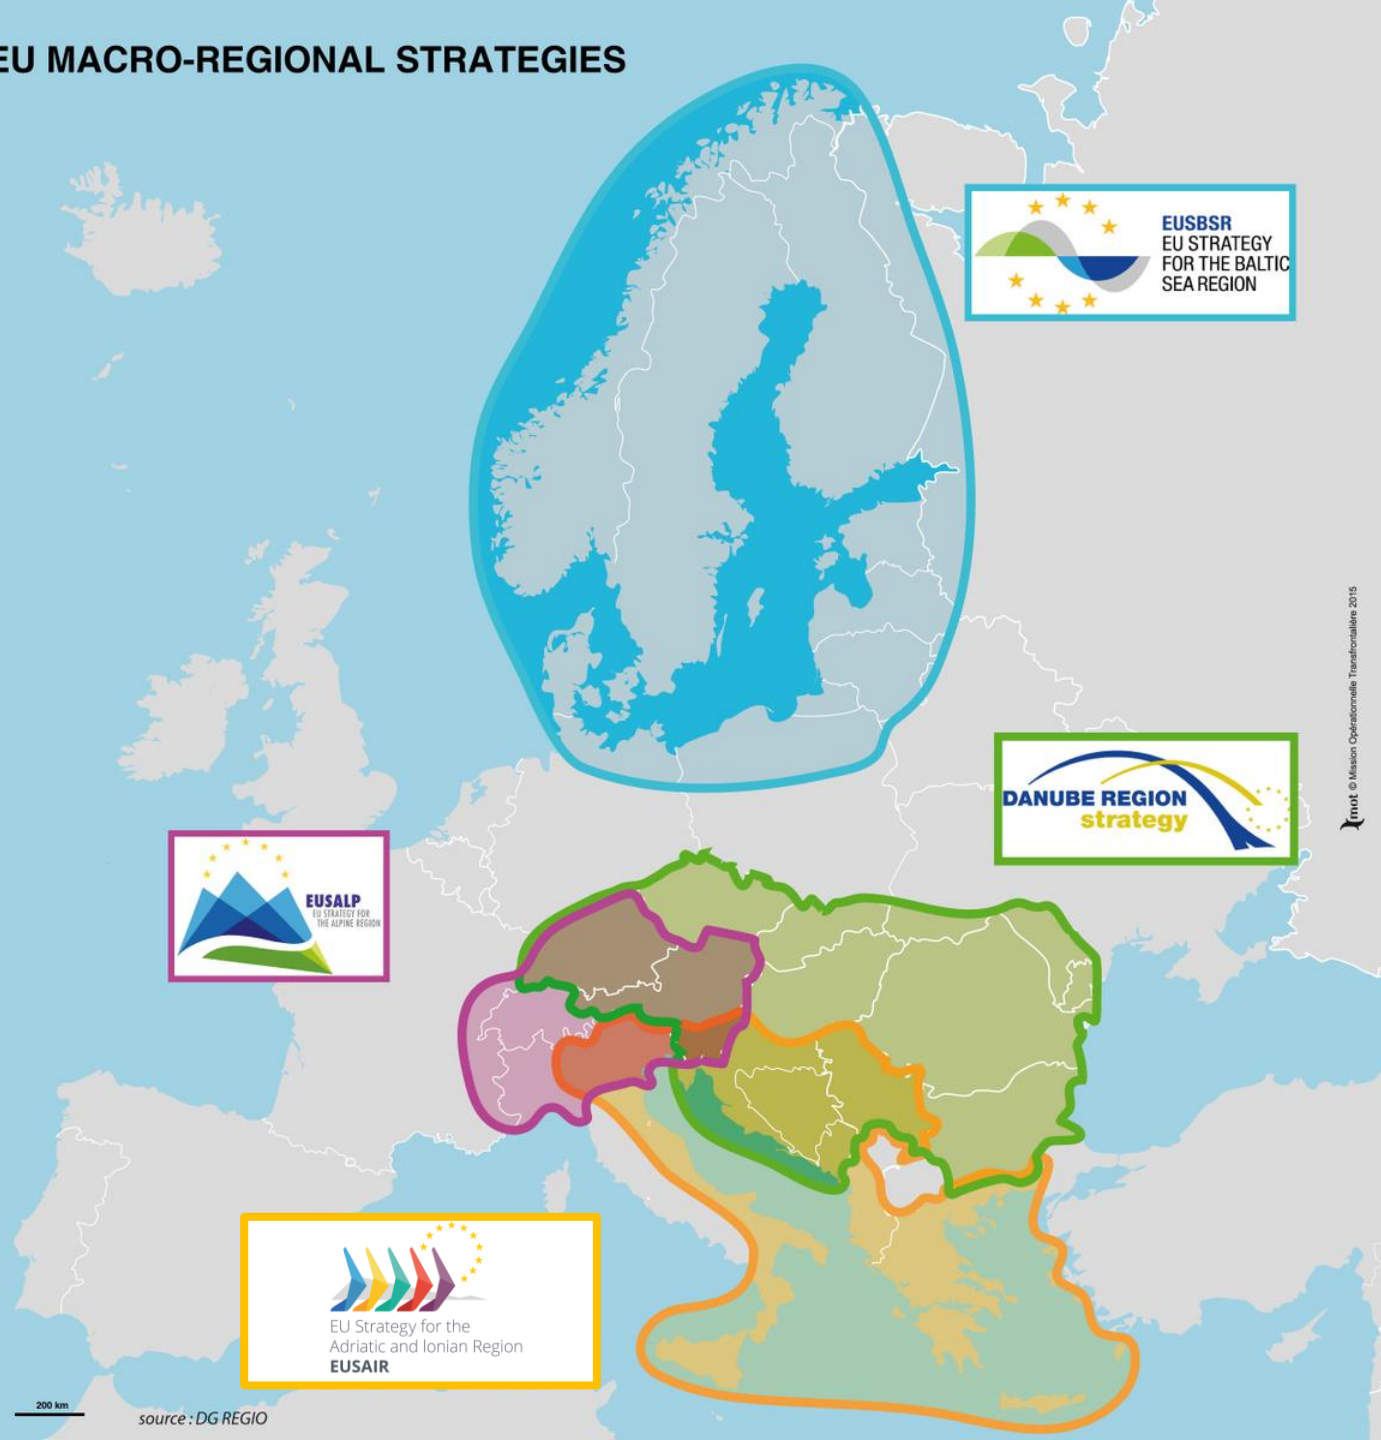 EU MACRO-REGIONAL STRATEGIES
EUSBSR
EU STRATEGY
FOR THE BALTIC
SEA REGION
mot © Mission Opérationnelle Transfrontalière 2015
DANUBE REGION
strategy
EUSALP
EU STRATEGY FOR
THE ALPINE REGION
EU Strategy for the
Adriatic and Ionian Region
EUSAIR
200 km
source : DG REGIO